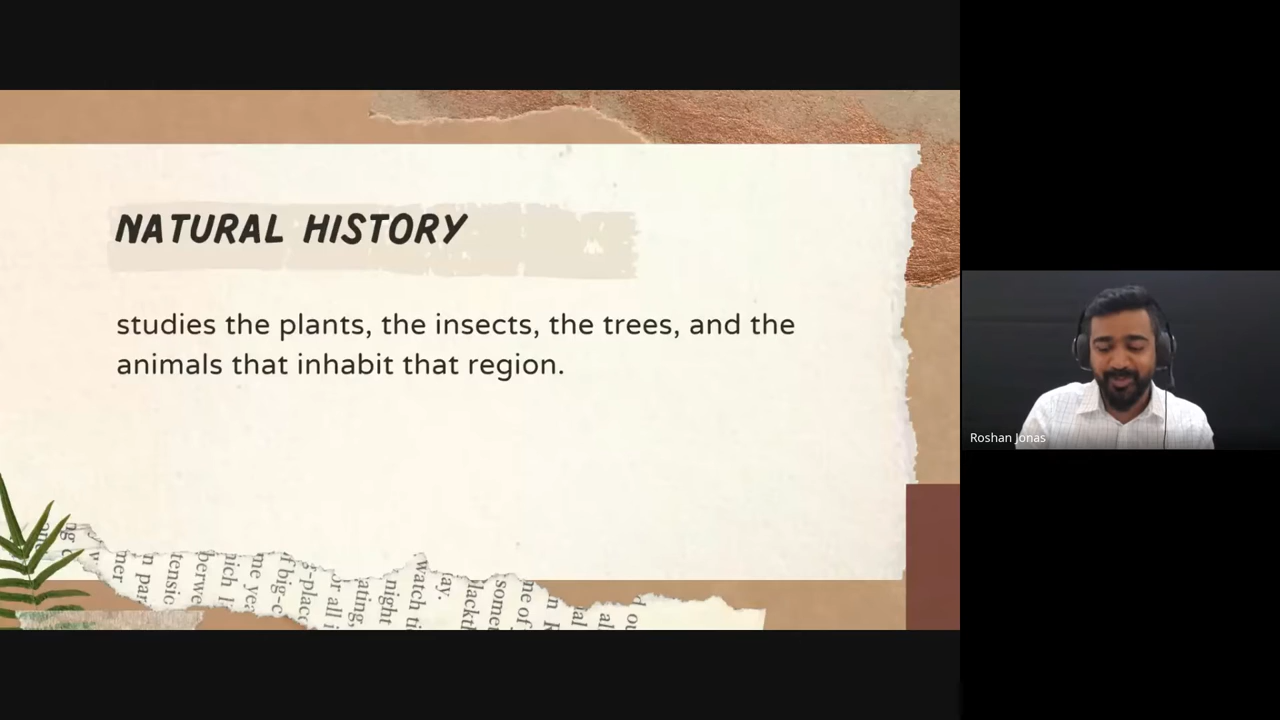 NATURAL HISTORY
studies the plants, the insects, the trees, and the
animals that inhabit that region.
Roshan Jonas